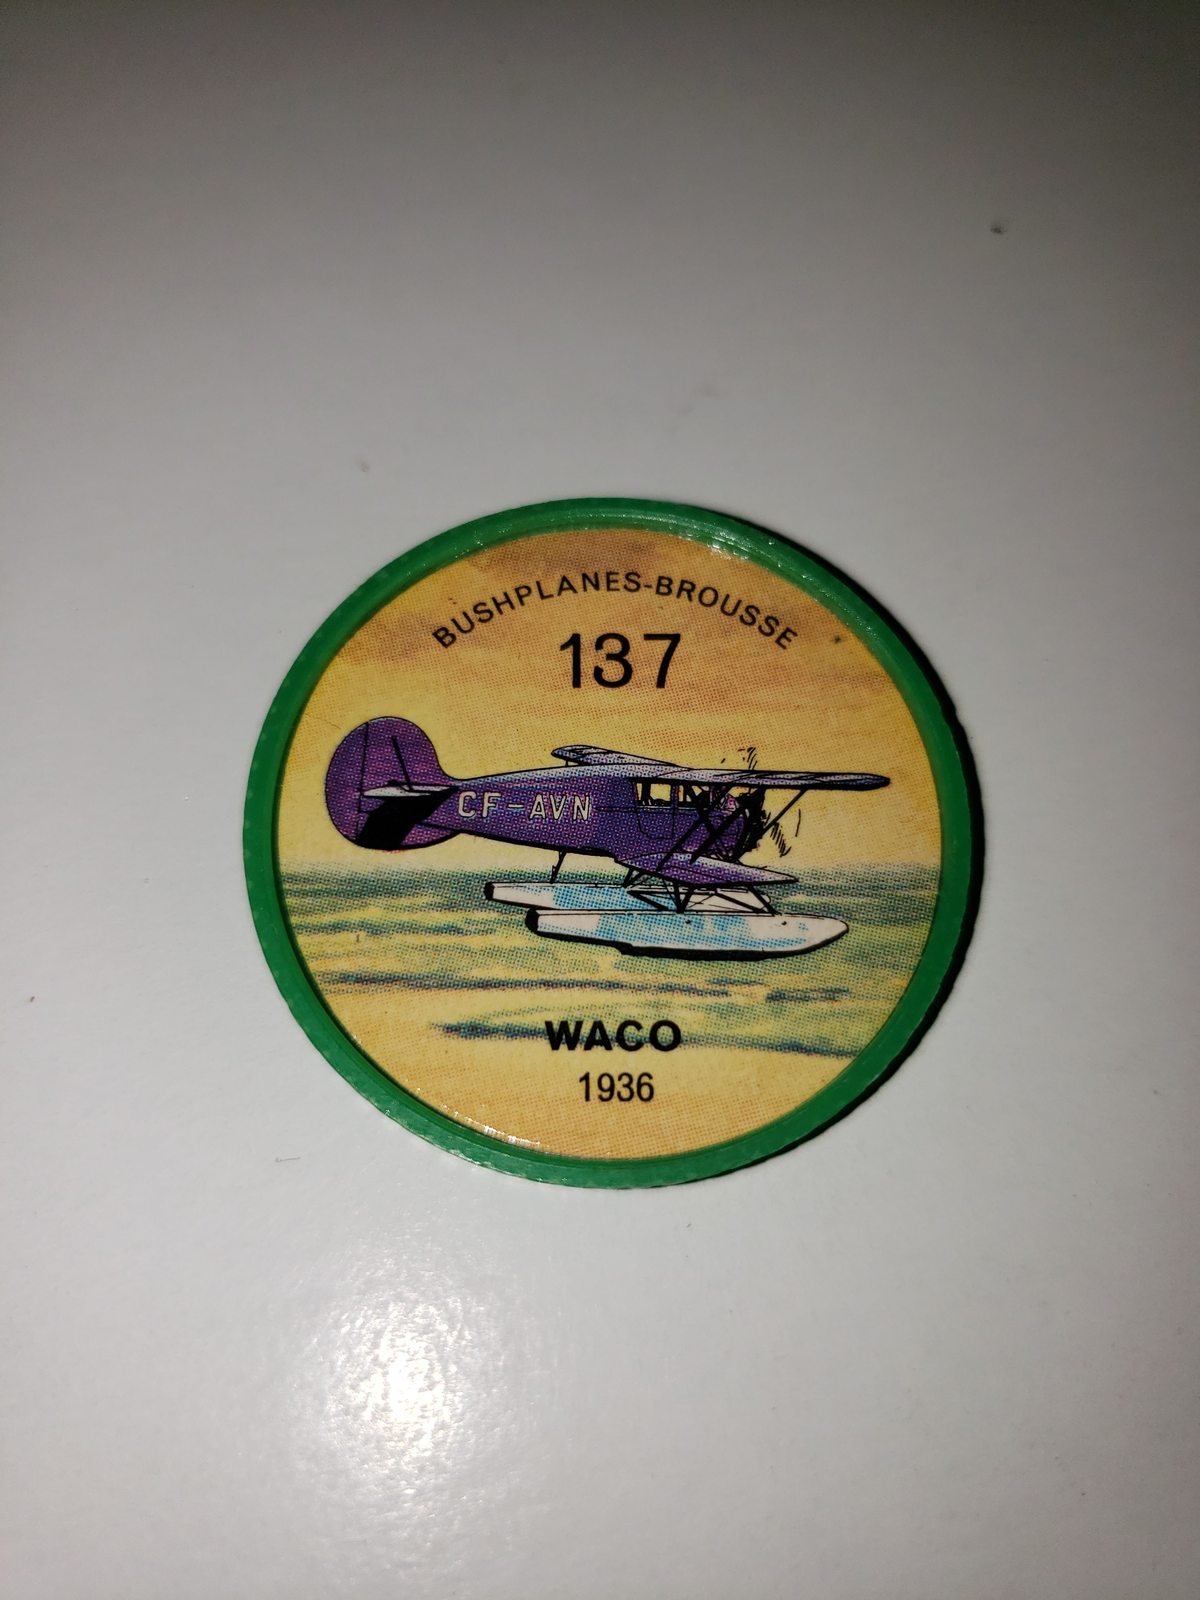 BUSHPLANES-BROUSSE
137
CF-AVN
WACO
1936